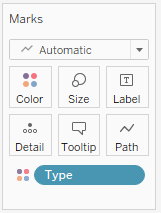 Marks
Automatic
Color Size Label
Detail Tooltip Path
Type